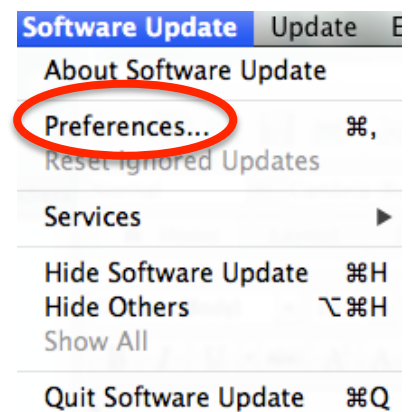 Software Update Update E
About Software Update
Preferences... ⌘,
Reset Ignored Updates
Services ▶
Hide Software Update ⌘H
Hide Others ⌥⌘H
Show All
Quit Software Update ⌘Q